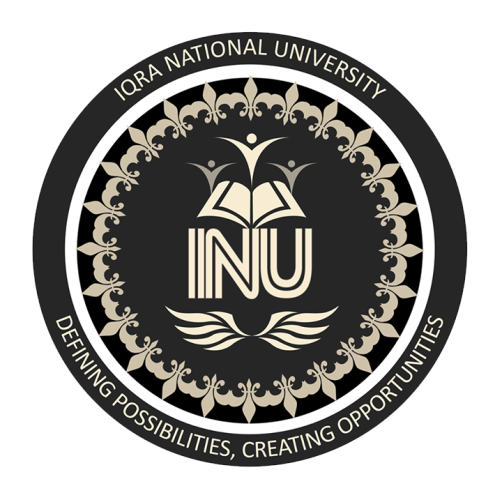 IQRA NATIONAL UNIVERSITY
INU
DEFINING POSSIBILITIES, CREATING OPPORTUNITIES